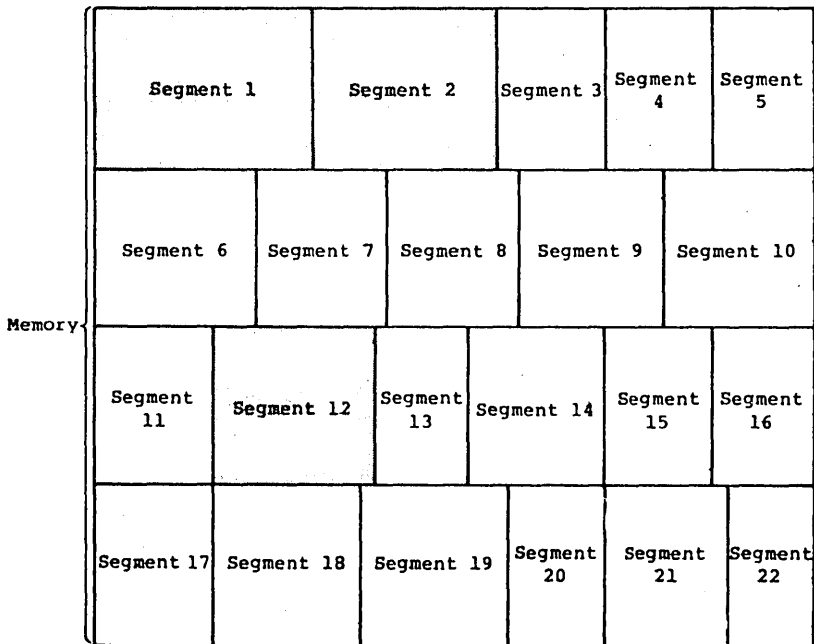 Segment 1
Segment 2
Segment 3
Segment
4
Segment
5
Segment 6
Segment 7
Segment 8
Segment 9
Segment 10
Memory
Segment
11
Segment 12
Segment
13
Segment 14
Segment
15
Segment
16
Segment 17
Segment 18
Segment 19
Segment
20
Segment
21
Segment
22